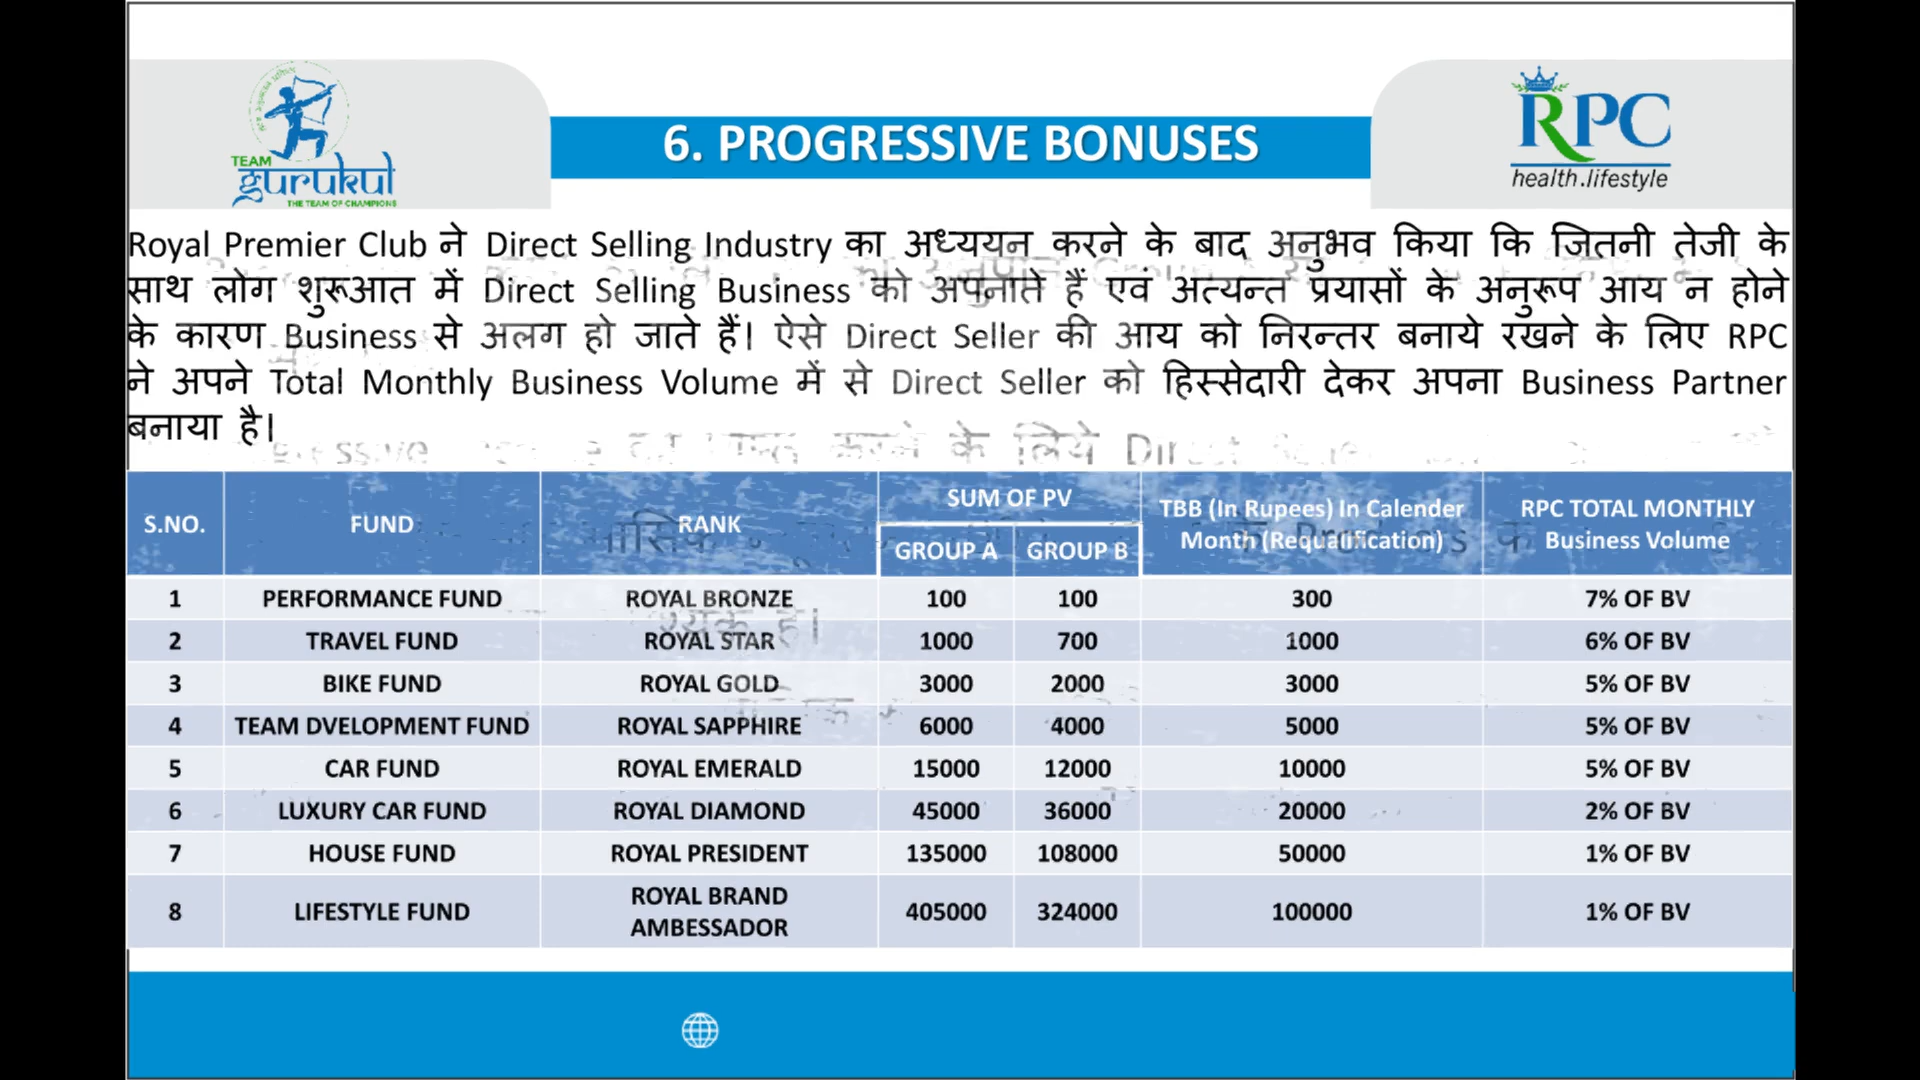 TEAM
gurukul
THE TEAM OF CHAMPIONS
6. PROGRESSIVE BONUSES
RPC
health.lifestyle
Royal Premier Club ने Direct Selling Industry का अध्ययन करने के बाद अनुभव किया कि जितनी तेजी के
साथ लोग शुरूआत में Direct Selling Business को अपनाते हैं एवं अत्यन्त प्रयासों के अनुरूप आय न होने
के कारण Business से अलग हो जाते हैं। ऐसे Direct Seller की आय को निरन्तर बनाये रखने के लिए RPC
ने अपने Total Monthly Business Volume में से Direct Seller को हिस्सेदारी देकर अपना Business Partner
बनाया है।
S.NO. FUND RANK SUM OF PV TBB (In Rupees) In Calender Month (Requalification) RPC TOTAL MONTHLY Business Volume
GROUP A GROUP B
1 PERFORMANCE FUND ROYAL BRONZE 100 100 300 7% OF BV
2 TRAVEL FUND ROYAL STAR 1000 700 1000 6% OF BV
3 BIKE FUND ROYAL GOLD 3000 2000 3000 5% OF BV
4 TEAM DVELOPMENT FUND ROYAL SAPPHIRE 6000 4000 5000 5% OF BV
5 CAR FUND ROYAL EMERALD 15000 12000 10000 5% OF BV
6 LUXURY CAR FUND ROYAL DIAMOND 45000 36000 20000 2% OF BV
7 HOUSE FUND ROYAL PRESIDENT 135000 108000 50000 1% OF BV
8 LIFESTYLE FUND ROYAL BRAND AMBESSADOR 405000 324000 100000 1% OF BV